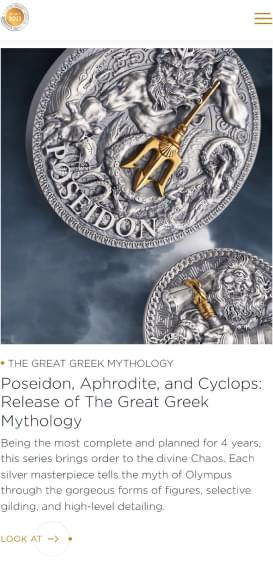 POSEIDON
• THE GREAT GREEK MYTHOLOGY
Poseidon, Aphrodite, and Cyclops:
Release of The Great Greek
Mythology
Being the most complete and planned for 4 years,
this series brings order to the divine Chaos. Each
silver masterpiece tells the myth of Olympus
through the gorgeous forms of figures, selective
gilding, and high-level detailing.
LOOK AT